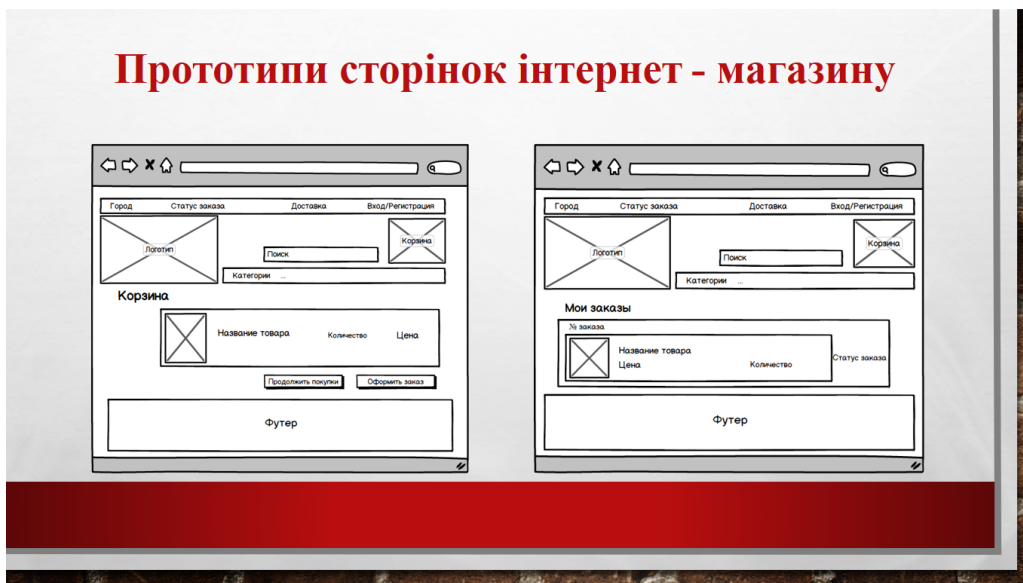 Прототипи сторінок інтернет - магазину
Город Статус заказа Доставка Вход/Регистрация
Логотип
Корзина
Поиск
Категории ...
Корзина
Название товара Количество Цена
Продолжить покупки Оформить заказ
Футер
Город Статус заказа Доставка Вход/Регистрация
Логотип
Корзина
Поиск
Категории ...
Мои заказы
№ заказа
Название товара
Цена Количество
Статус заказа
Футер